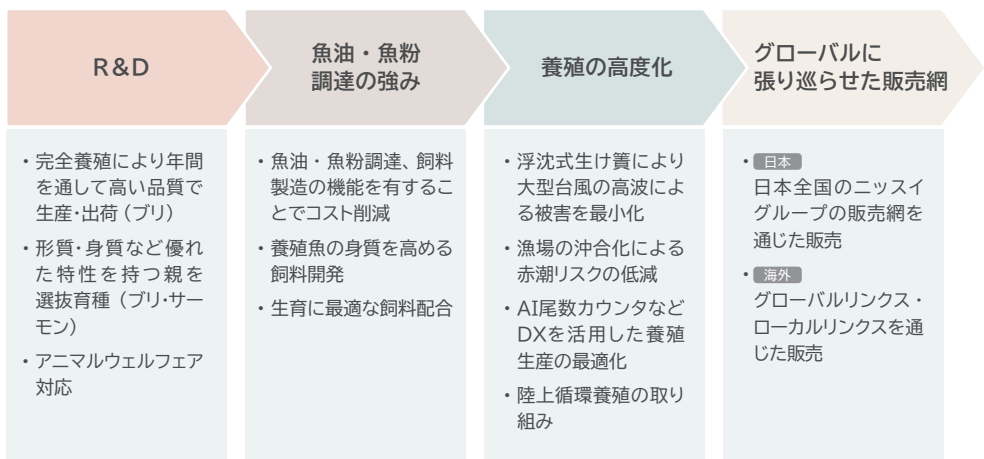 R&D
・完全養殖により年間
を通して高い品質で
生産・出荷（ブリ）
・形質・身質など優れ
た特性を持つ親を
選抜育種（ブリ・サー
モン）
・アニマルウェルフェア
対応
魚油・魚粉
調達の強み
・魚油・魚粉調達、飼料
製造の機能を有するこ
とでコスト削減
・養殖魚の身質を高める
飼料開発
・生育に最適な飼料配合
養殖の高度化
・浮沈式生け簀により
大型台風の高波によ
る被害を最小化
・漁場の沖合化による
赤潮リスクの低減
・AI尾数カウンタなど
DXを活用した養殖
生産の最適化
・陸上循環養殖の取り
組み
グローバルに
張り巡らせた販売網
・日本
日本全国のニッスイ
グループの販売網を
通じた販売
・海外
グローバルリンクス・
ローカルリンクスを通
じた販売